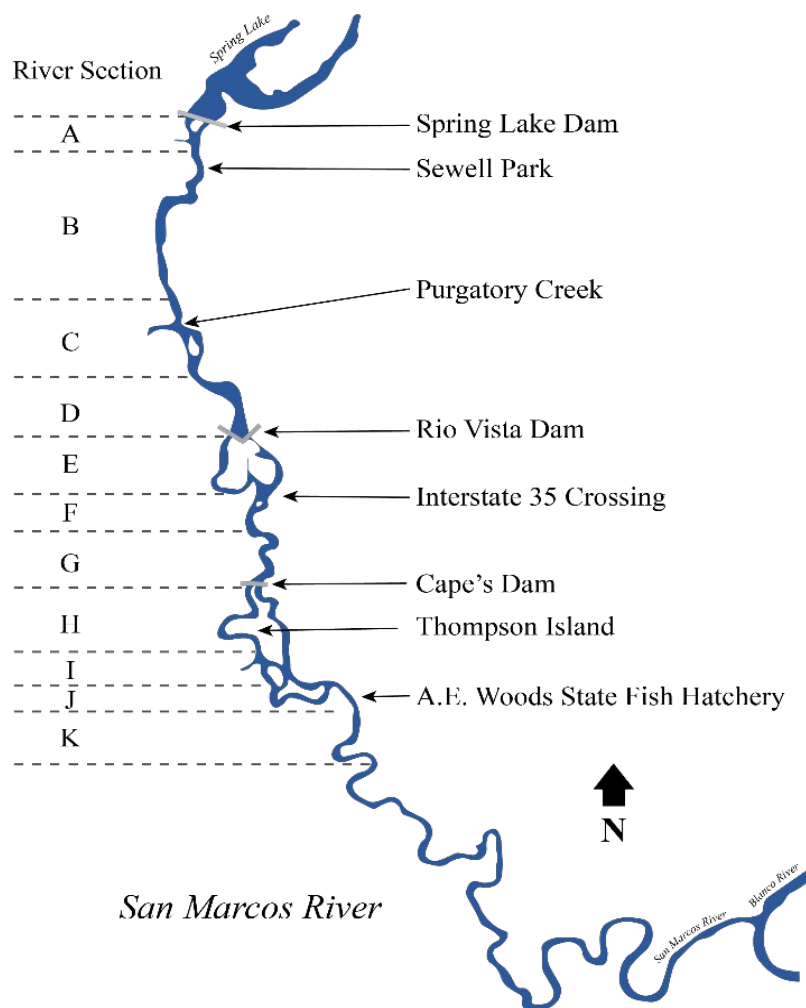 Spring Lake
River Section
A
Spring Lake Dam
Sewell Park
B
Purgatory Creek
C
D
Rio Vista Dam
E
Interstate 35 Crossing
F
G
Cape's Dam
H
Thompson Island
I
J
A.E. Woods State Fish Hatchery
K
N
San Marcos River
San Marcos River
Blanco River